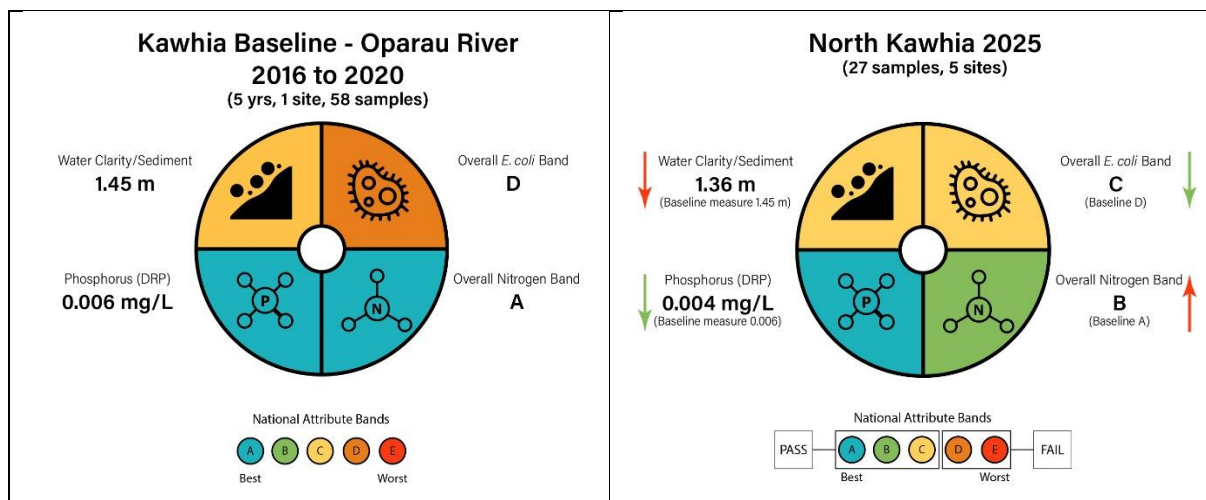 Kawhia Baseline - Oparau River
2016 to 2020
(5 yrs, 1 site, 58 samples)
Water Clarity/Sediment
1.45 m
Overall E. coli Band
D
Phosphorus (DRP)
0.006 mg/L
Overall Nitrogen Band
A
P
N
National Attribute Bands
A B C D E
Best Worst
North Kawhia 2025
(27 samples, 5 sites)
Water Clarity/Sediment
1.36 m
(Baseline measure 1.45 m)
Overall E. coli Band
C
(Baseline D)
Phosphorus (DRP)
0.004 mg/L
(Baseline measure 0.006)
Overall Nitrogen Band
B
(Baseline A)
P
N
National Attribute Bands
PASS A B C D E FAIL
Best Worst